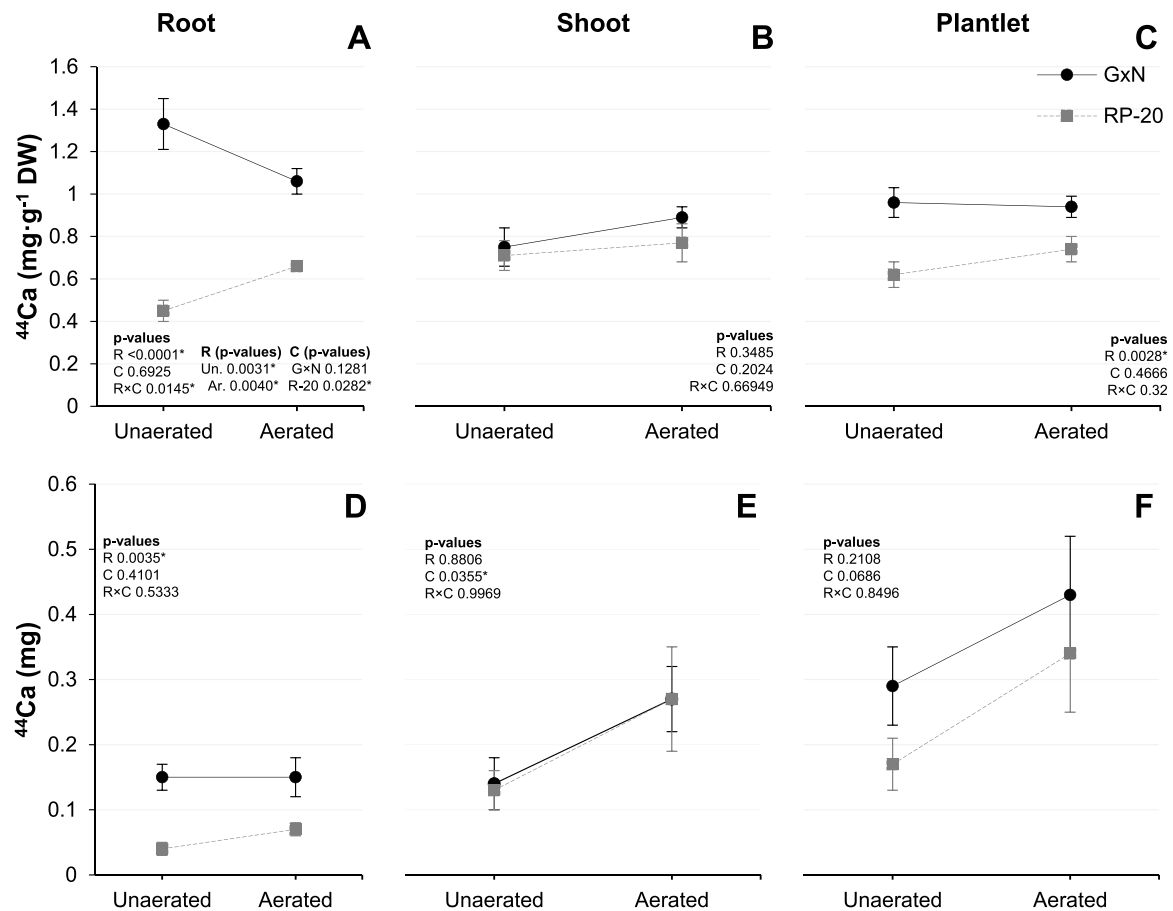 Root
A
Shoot
B
Plantlet
C
GxN
RP-20
⁴⁴Ca (mg·g⁻¹ DW)
1.6
1.4
1.2
1
0.8
0.6
0.4
0.2
0
p-values
R <0.0001*
C 0.6925
R×C 0.0145*
R (p-values) C (p-values)
Un. 0.0031* G×N 0.1281
Ar. 0.0040* R-20 0.0282*
p-values
R 0.3485
C 0.2024
R×C 0.66949
p-values
R 0.0028*
C 0.4666
R×C 0.32
Unaerated Aerated
Unaerated Aerated
Unaerated Aerated
⁴⁴Ca (mg)
0.6
0.5
0.4
0.3
0.2
0.1
0
D
p-values
R 0.0035*
C 0.4101
R×C 0.5333
E
p-values
R 0.8806
C 0.0355*
R×C 0.9969
F
p-values
R 0.2108
C 0.0686
R×C 0.8496
Unaerated Aerated
Unaerated Aerated
Unaerated Aerated